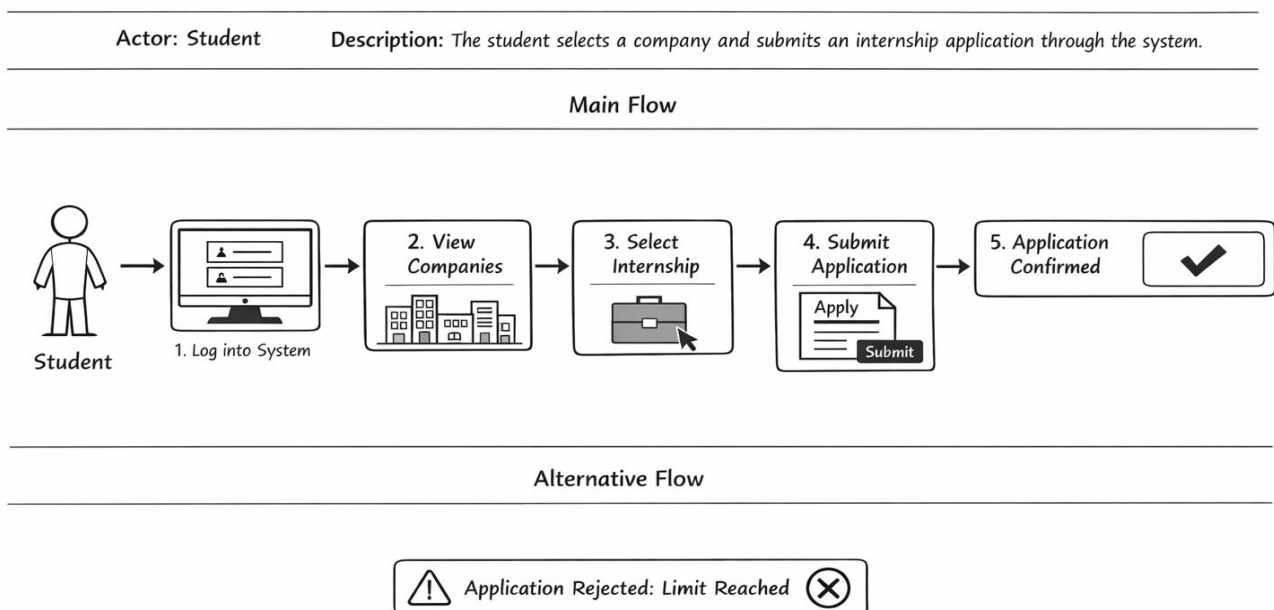 Actor: Student Description: The student selects a company and submits an internship application through the system.
Main Flow
Student
1. Log into System
2. View
Companies
3. Select
Internship
4. Submit
Application
Apply
Submit
5. Application
Confirmed
Alternative Flow
Application Rejected: Limit Reached